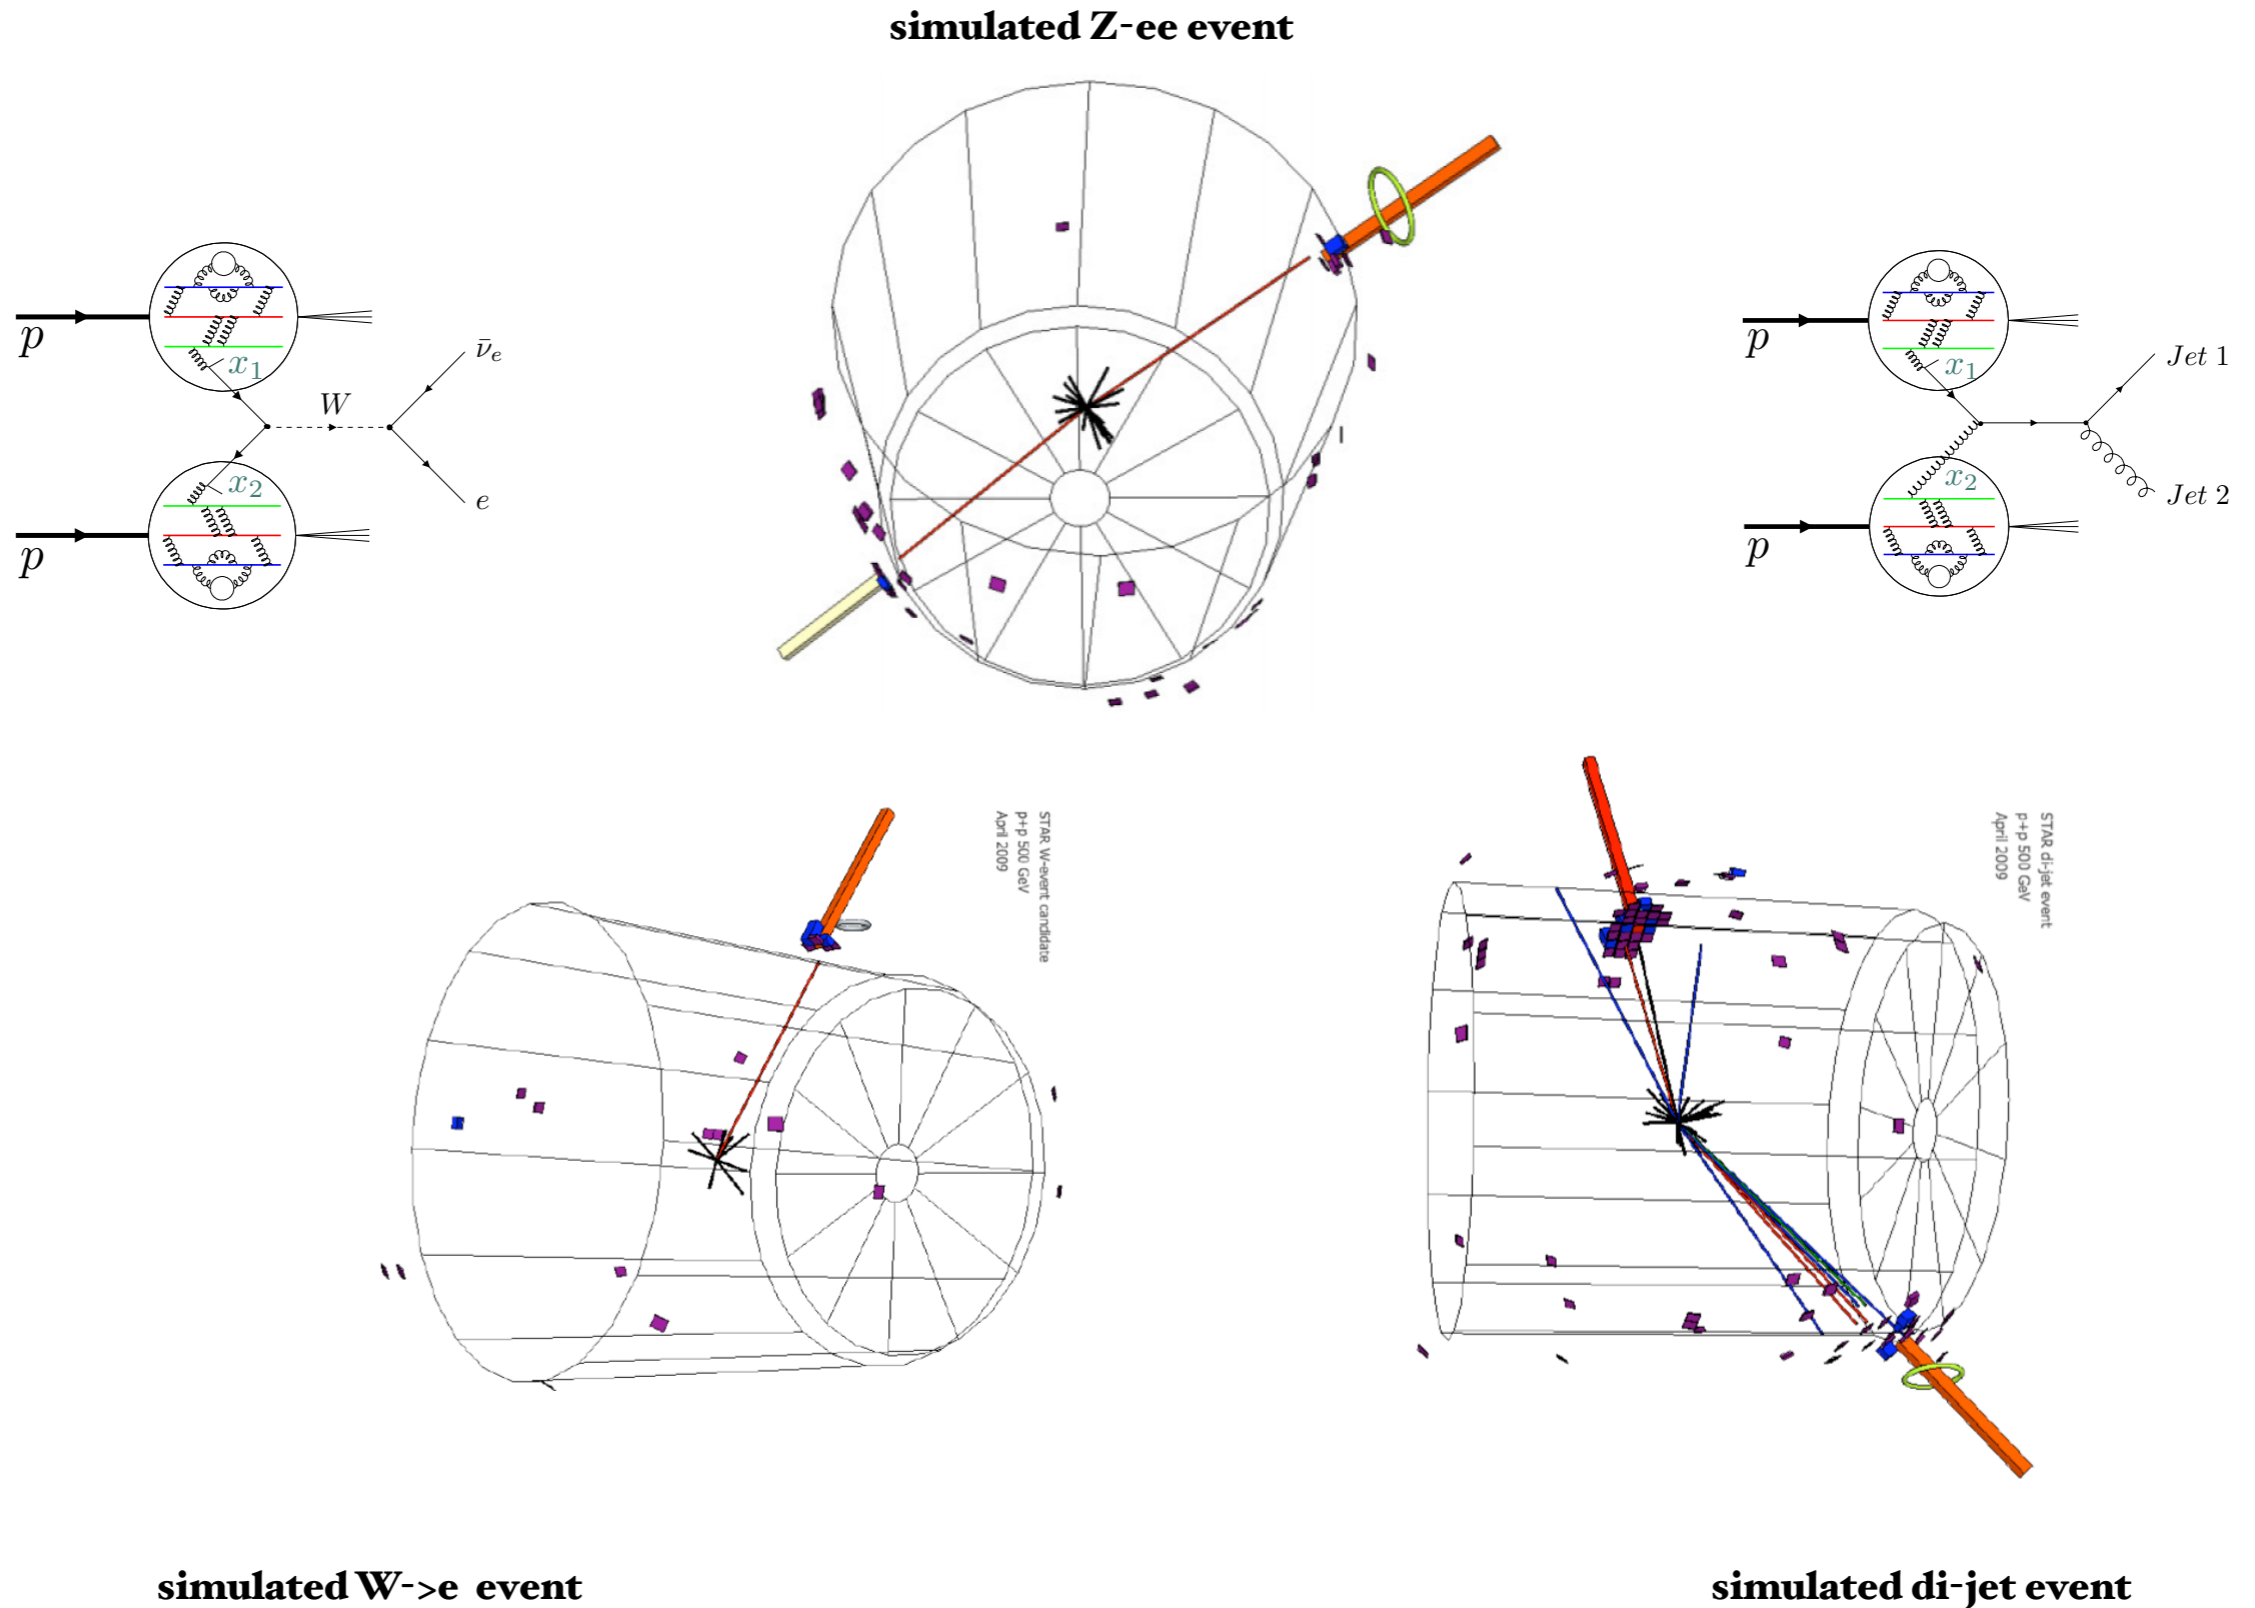 simulated Z-ee event
p
x₁
W
ν̄ₑ
e
x₂
p
p
x₁
Jet 1
x₂
Jet 2
p
STAR W-event candidate
p+p 500 GeV
April 2009
STAR di-jet event
p+p 500 GeV
April 2009
simulated W->e event
simulated di-jet event